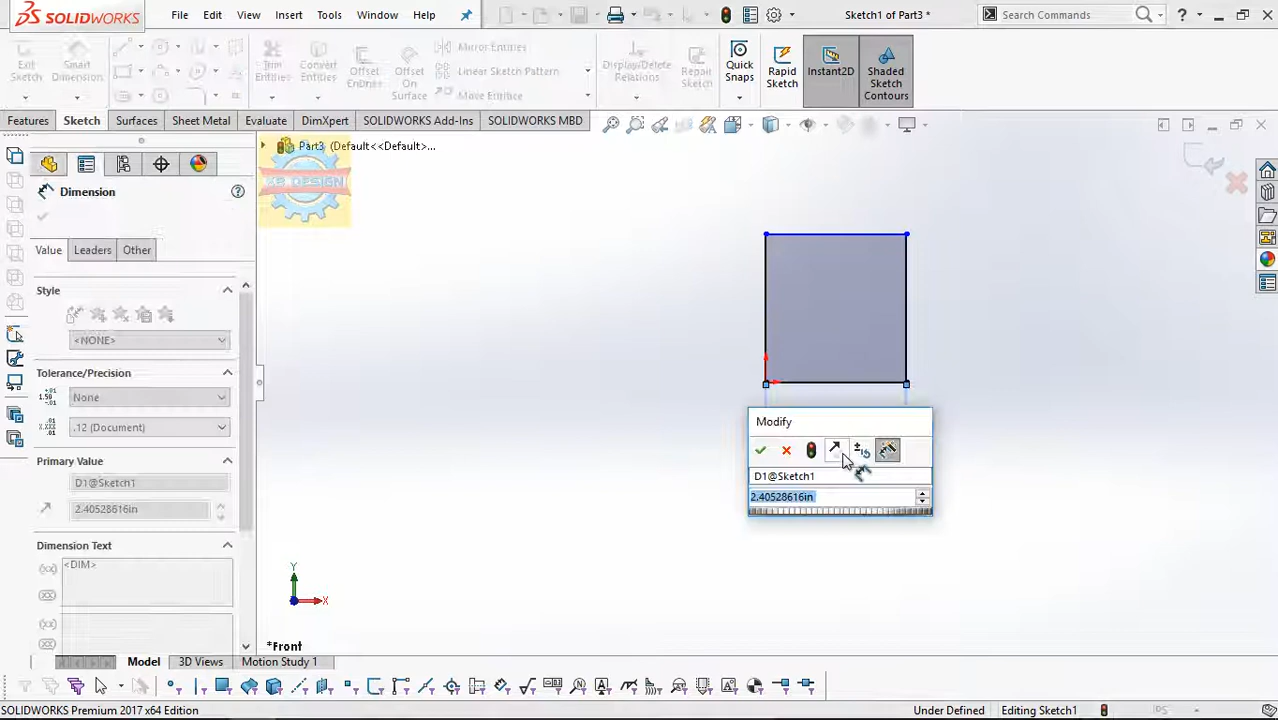 SOLIDWORKS
File Edit View Insert Tools Window Help
Sketch1 of Part3 *
Search Commands
Exit Sketch
Smart Dimension
Trim Entities
Convert Entities
Offset Entities
Offset On Surface
Mirror Entities
Linear Sketch Pattern
Move Entities
Display/Delete Relations
Repair Sketch
Quick Snaps
Rapid Sketch
Instant2D
Shaded Sketch Contours
Features Sketch Surfaces Sheet Metal Evaluate DimXpert SOLIDWORKS Add-Ins SOLIDWORKS MBD
Part3 (Default<<Default>...
Dimension
Value Leaders Other
Style
<NONE>
Tolerance/Precision
None
.12 (Document)
Primary Value
D1@Sketch1
2.40528616in
Dimension Text
<DIM>
Modify
D1@Sketch1
2.40528616in
Y
X
*Front
Model 3D Views Motion Study 1
SOLIDWORKS Premium 2017 x64 Edition
Under Defined Editing Sketch1